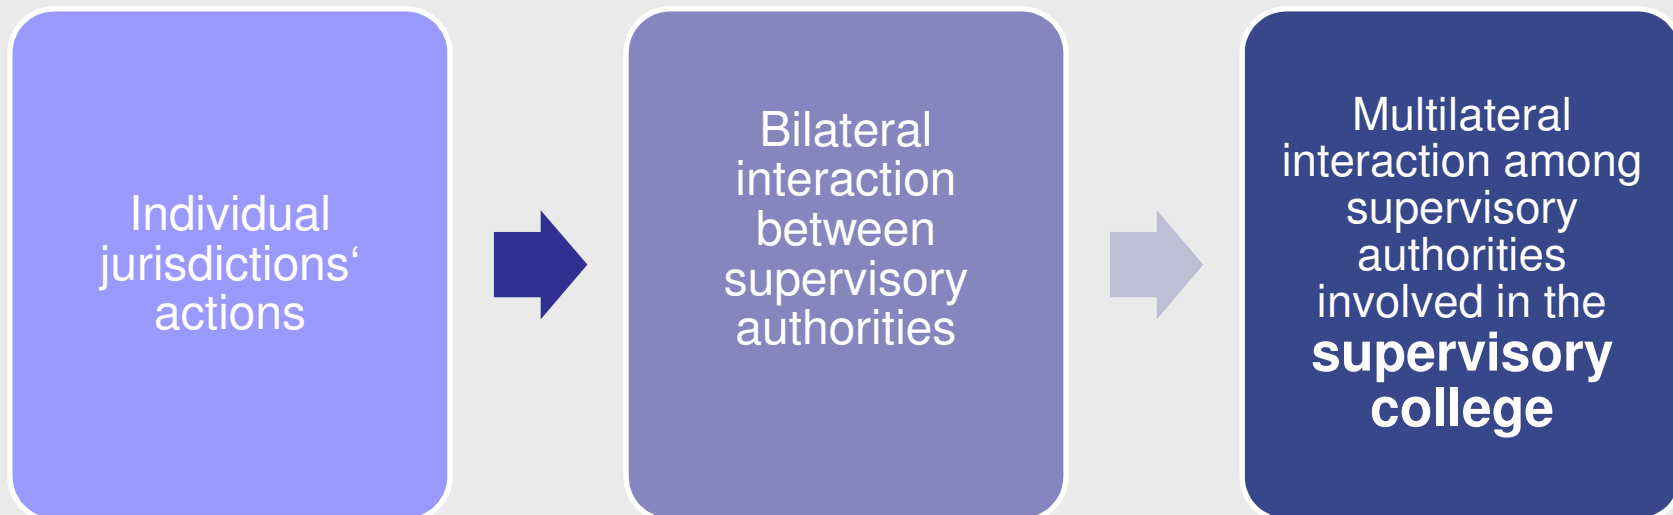 Individual
jurisdictions‘
actions
Bilateral
interaction
between
supervisory
authorities
Multilateral
interaction among
supervisory
authorities
involved in the
supervisory
college